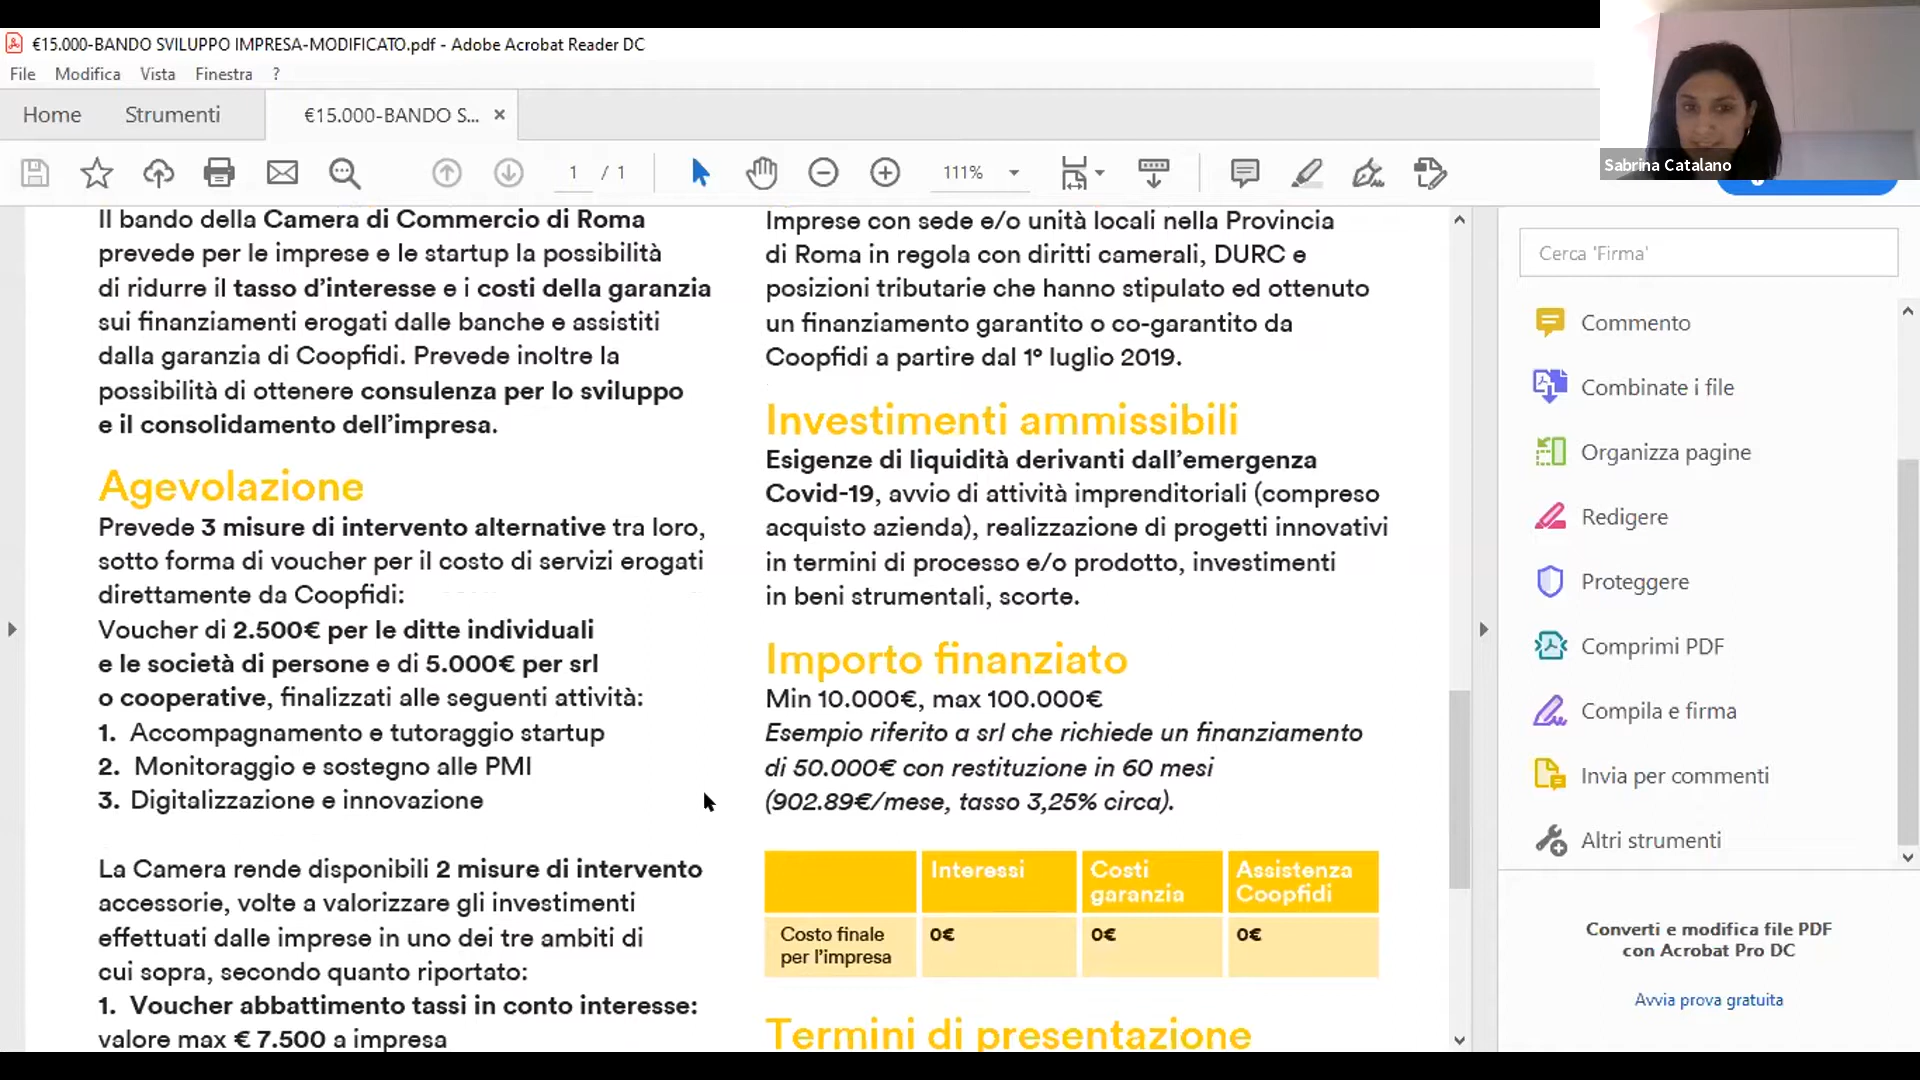 €15.000-BANDO SVILUPPO IMPRESA-MODIFICATO.pdf - Adobe Acrobat Reader DC
File Modifica Vista Finestra ?
Home Strumenti €15.000-BANDO S... ×
1 / 1 111%
Sabrina Catalano
Il bando della Camera di Commercio di Roma
prevede per le imprese e le startup la possibilità
di ridurre il tasso d'interesse e i costi della garanzia
sui finanziamenti erogati dalle banche e assistiti
dalla garanzia di Coopfidi. Prevede inoltre la
possibilità di ottenere consulenza per lo sviluppo
e il consolidamento dell'impresa.
Agevolazione
Prevede 3 misure di intervento alternative tra loro,
sotto forma di voucher per il costo di servizi erogati
direttamente da Coopfidi:
Voucher di 2.500€ per le ditte individuali
e le società di persone e di 5.000€ per srl
o cooperative, finalizzati alle seguenti attività:
1. Accompagnamento e tutoraggio startup
2. Monitoraggio e sostegno alle PMI
3. Digitalizzazione e innovazione
La Camera rende disponibili 2 misure di intervento
accessorie, volte a valorizzare gli investimenti
effettuati dalle imprese in uno dei tre ambiti di
cui sopra, secondo quanto riportato:
1. Voucher abbattimento tassi in conto interesse:
valore max € 7.500 a impresa
Imprese con sede e/o unità locali nella Provincia
di Roma in regola con diritti camerali, DURC e
posizioni tributarie che hanno stipulato ed ottenuto
un finanziamento garantito o co-garantito da
Coopfidi a partire dal 1° luglio 2019.
Investimenti ammissibili
Esigenze di liquidità derivanti dall'emergenza
Covid-19, avvio di attività imprenditoriali (compreso
acquisto azienda), realizzazione di progetti innovativi
in termini di processo e/o prodotto, investimenti
in beni strumentali, scorte.
Importo finanziato
Min 10.000€, max 100.000€
Esempio riferito a srl che richiede un finanziamento
di 50.000€ con restituzione in 60 mesi
(902.89€/mese, tasso 3,25% circa).
Interessi
Costi
garanzia
Assistenza
Coopfidi
Costo finale
per l'impresa
0€ 0€ 0€
Termini di presentazione
Cerca 'Firma'
Commento
Combinate i file
Organizza pagine
Redigere
Proteggere
Comprimi PDF
Compila e firma
Invia per commenti
Altri strumenti
Converti e modifica file PDF
con Acrobat Pro DC
Avvia prova gratuita